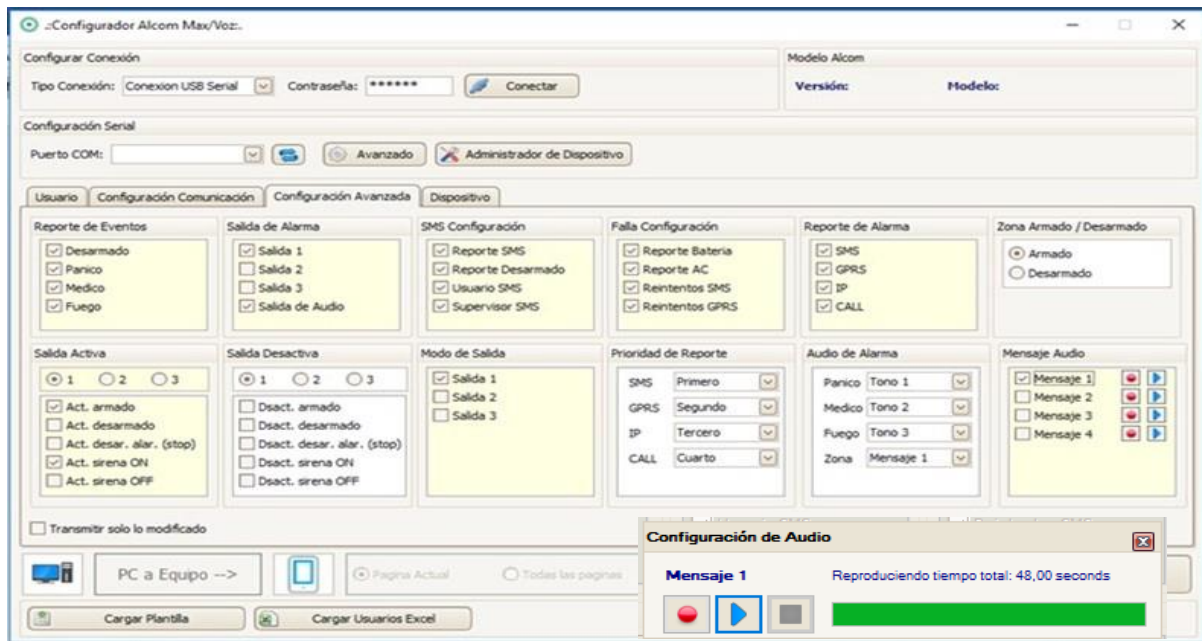 .:Configurador Alcom Max/Voz:.
Configurar Conexión
Modelo Alcom
Tipo Conexión: Conexion USB Serial Contraseña: ****** Conectar
Versión: Modelo:
Configuración Serial
Puerto COM: Avanzado Administrador de Dispositivo
Usuario Configuración Comunicación Configuración Avanzada Dispositivo
Reporte de Eventos Salida de Alarma SMS Configuración Falla Configuración Reporte de Alarma Zona Armado / Desarmado
Desarmado Salida 1 Reporte SMS Reporte Bateria SMS Armado
Panico Salida 2 Reporte Desarmado Reporte AC GPRS Desarmado
Medico Salida 3 Usuario SMS Reintentos SMS IP
Fuego Salida de Audio Supervisor SMS Reintentos GPRS CALL
Salida Activa Salida Desactiva Modo de Salida Prioridad de Reporte Audio de Alarma Mensaje Audio
1 2 3 1 2 3 Salida 1 SMS Primero Panico Tono 1 Mensaje 1
Act. armado Dsact. armado Salida 2 GPRS Segundo Medico Tono 2 Mensaje 2
Act. desarmado Dsact. desarmado Salida 3 IP Tercero Fuego Tono 3 Mensaje 3
Act. desar. alar. (stop) Dsact. desar. alar. (stop) CALL Cuarto Zona Mensaje 1 Mensaje 4
Act. sirena ON Dsact. sirena ON
Act. sirena OFF Dsact. sirena OFF
Transmitir solo lo modificado
Configuración de Audio
PC a Equipo --> Pagina Actual Todas las paginas
Mensaje 1 Reproduciendo tiempo total: 48,00 seconds
Cargar Plantilla Cargar Usuarios Excel